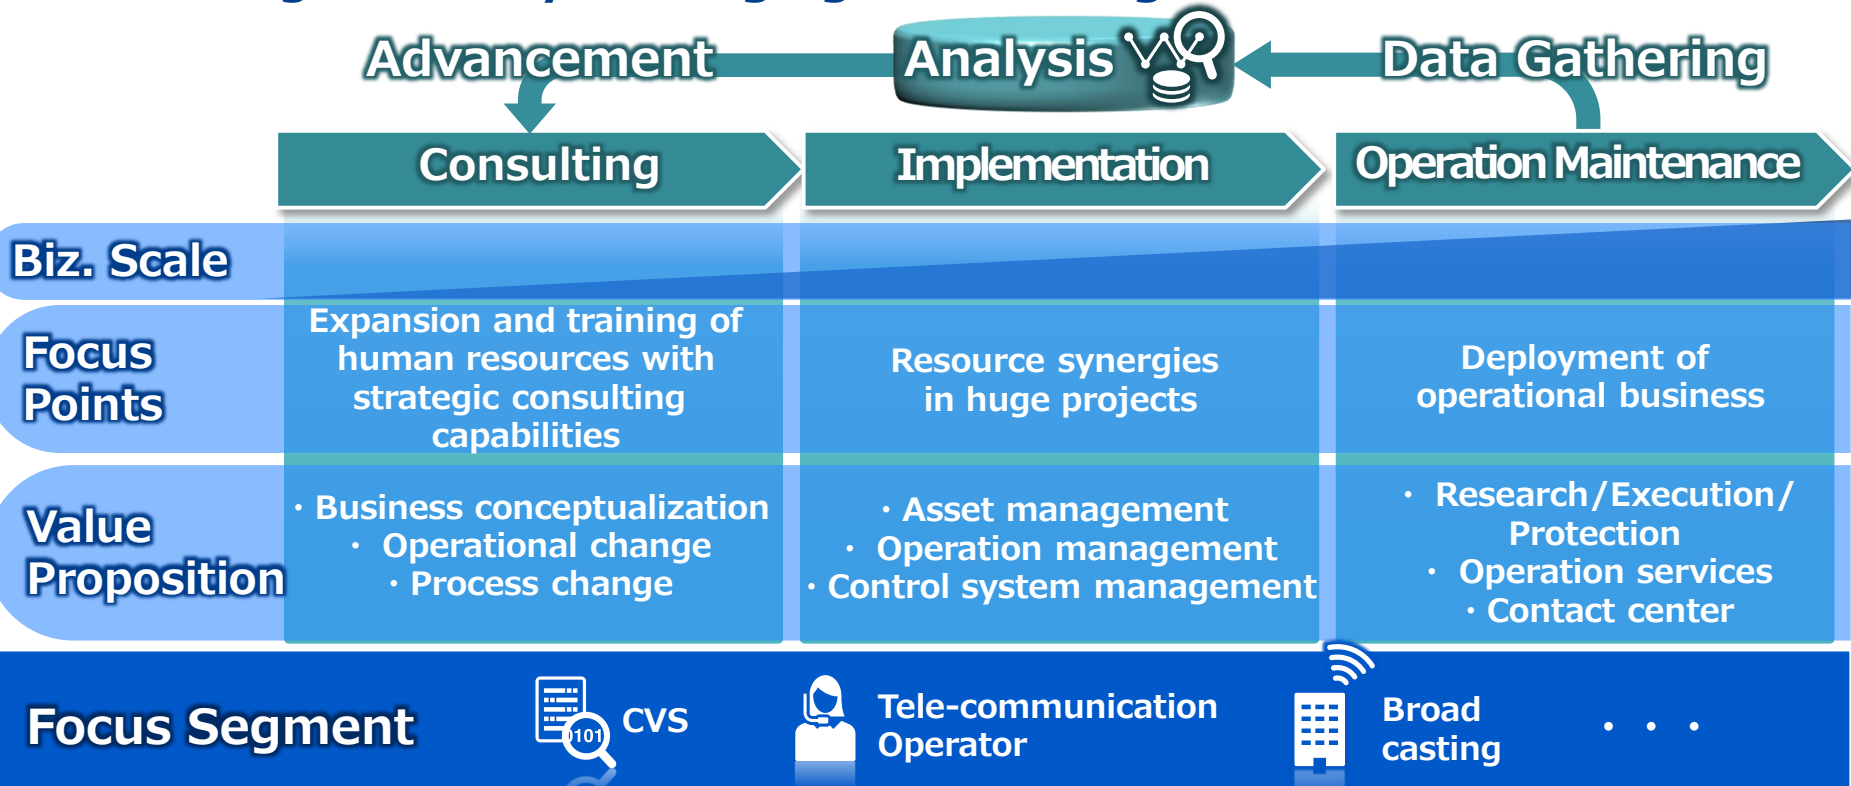 Advancement
Analysis
Data Gathering
Consulting
Implementation
Operation Maintenance
Biz. Scale
Focus
Points
Expansion and training of
human resources with
strategic consulting
capabilities
Resource synergies
in huge projects
Deployment of
operational business
Value
Proposition
・Business conceptualization
・ Operational change
・Process change
・Asset management
・ Operation management
・Control system management
・ Research/Execution/
Protection
・ Operation services
・Contact center
Focus Segment
0101
CVS
Tele-communication
Operator
Broad
casting
・・・